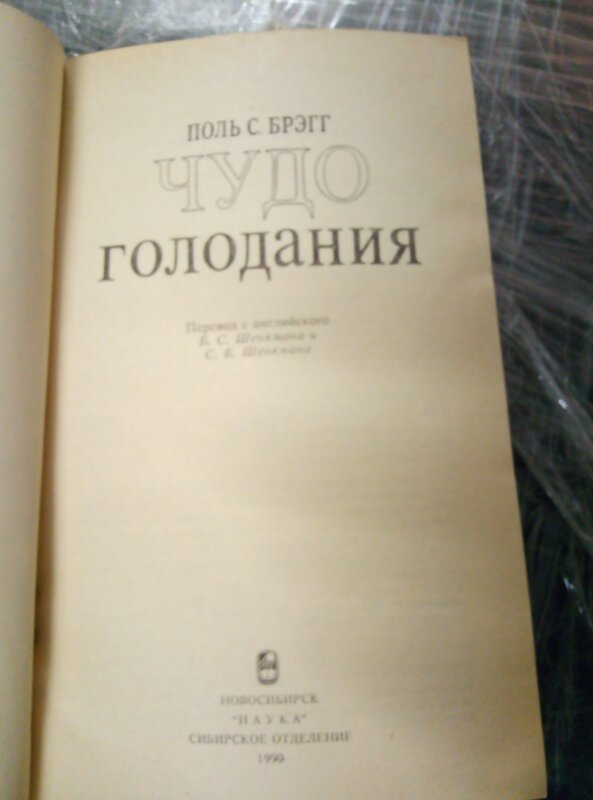 ПОЛЬ С. БРЭГГ
ЧУДО
ГОЛОДАНИЯ
Перевод с английского
Б. С. Шенкмана и
С. Б. Шенкмана
НОВОСИБИРСК
"НАУКА"
СИБИРСКОЕ ОТДЕЛЕНИЕ
1990